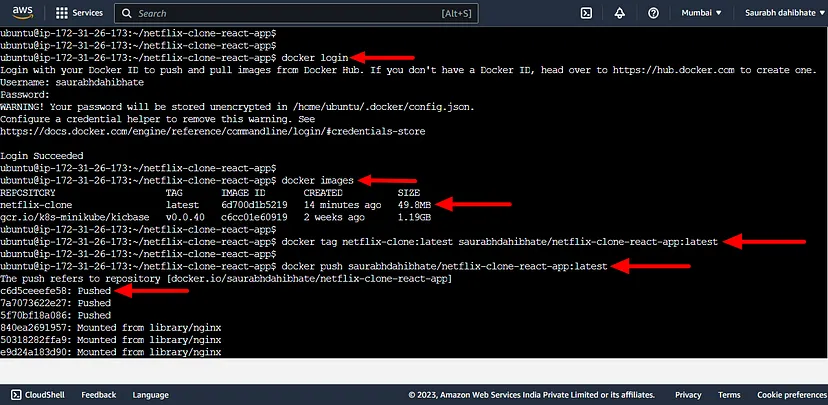 aws Services Search [Alt+S] Mumbai Saurabh dahibhate
ubuntu@ip-172-31-26-173:~/netflix-clone-react-app$
ubuntu@ip-172-31-26-173:~/netflix-clone-react-app$
ubuntu@ip-172-31-26-173:~/netflix-clone-react-app$ docker login
Login with your Docker ID to push and pull images from Docker Hub. If you don't have a Docker ID, head over to https://hub.docker.com to create one.
Username: saurabhdahibhate
Password:
WARNING! Your password will be stored unencrypted in /home/ubuntu/.docker/config.json.
Configure a credential helper to remove this warning. See
https://docs.docker.com/engine/reference/commandline/login/#credentials-store
Login Succeeded
ubuntu@ip-172-31-26-173:~/netflix-clone-react-app$
ubuntu@ip-172-31-26-173:~/netflix-clone-react-app$ docker images
REPOSITORY TAG IMAGE ID CREATED SIZE
netflix-clone latest 6d700d1b5219 14 minutes ago 49.8MB
gcr.io/k8s-minikube/kicbase v0.0.40 c6cc01e60919 2 weeks ago 1.19GB
ubuntu@ip-172-31-26-173:~/netflix-clone-react-app$
ubuntu@ip-172-31-26-173:~/netflix-clone-react-app$ docker tag netflix-clone:latest saurabhdahibhate/netflix-clone-react-app:latest
ubuntu@ip-172-31-26-173:~/netflix-clone-react-app$
ubuntu@ip-172-31-26-173:~/netflix-clone-react-app$ docker push saurabhdahibhate/netflix-clone-react-app:latest
The push refers to repository [docker.io/saurabhdahibhate/netflix-clone-react-app]
c6d5ceeefe58: Pushed
7a7073622e27: Pushed
5f70bf18a086: Pushed
840ea2691957: Mounted from library/nginx
50318282ffa9: Mounted from library/nginx
e9d24a183d90: Mounted from library/nginx
CloudShell Feedback Language © 2023, Amazon Web Services India Private Limited or its affiliates. Privacy Terms Cookie preferences